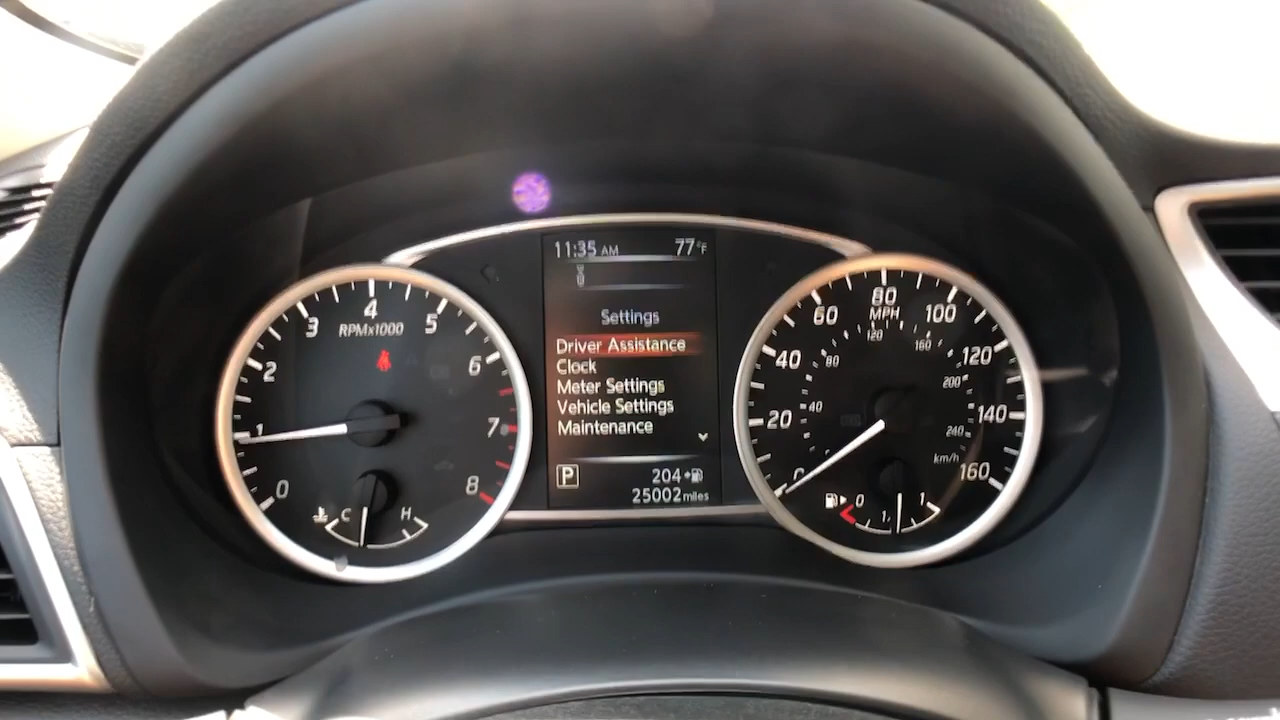 11:35 AM 77°F
Settings
Driver Assistance
Clock
Meter Settings
Vehicle Settings
Maintenance
P
204
25002 miles
0
1
2
3
4
5
6
7
8
RPMx1000
C
H
0
20
40
60
80
100
120
140
160
MPH
40
80
120
160
200
240
km/h
0
1